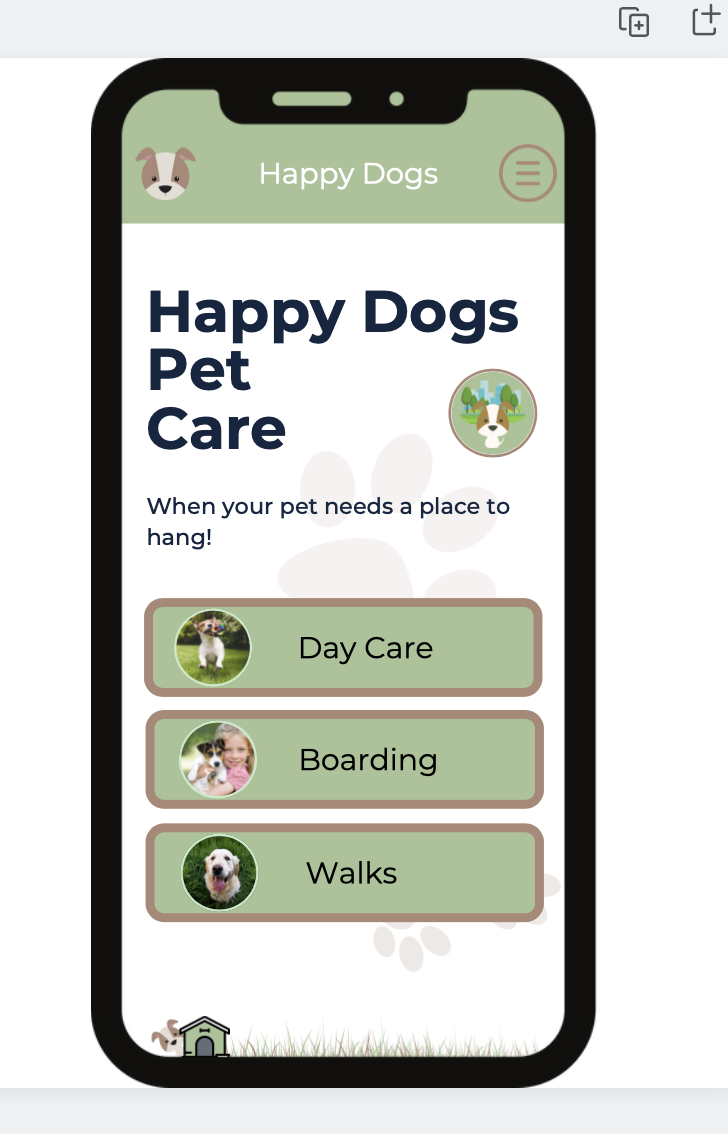 Happy Dogs
Happy Dogs
Pet
Care
When your pet needs a place to
hang!
Day Care
Boarding
Walks